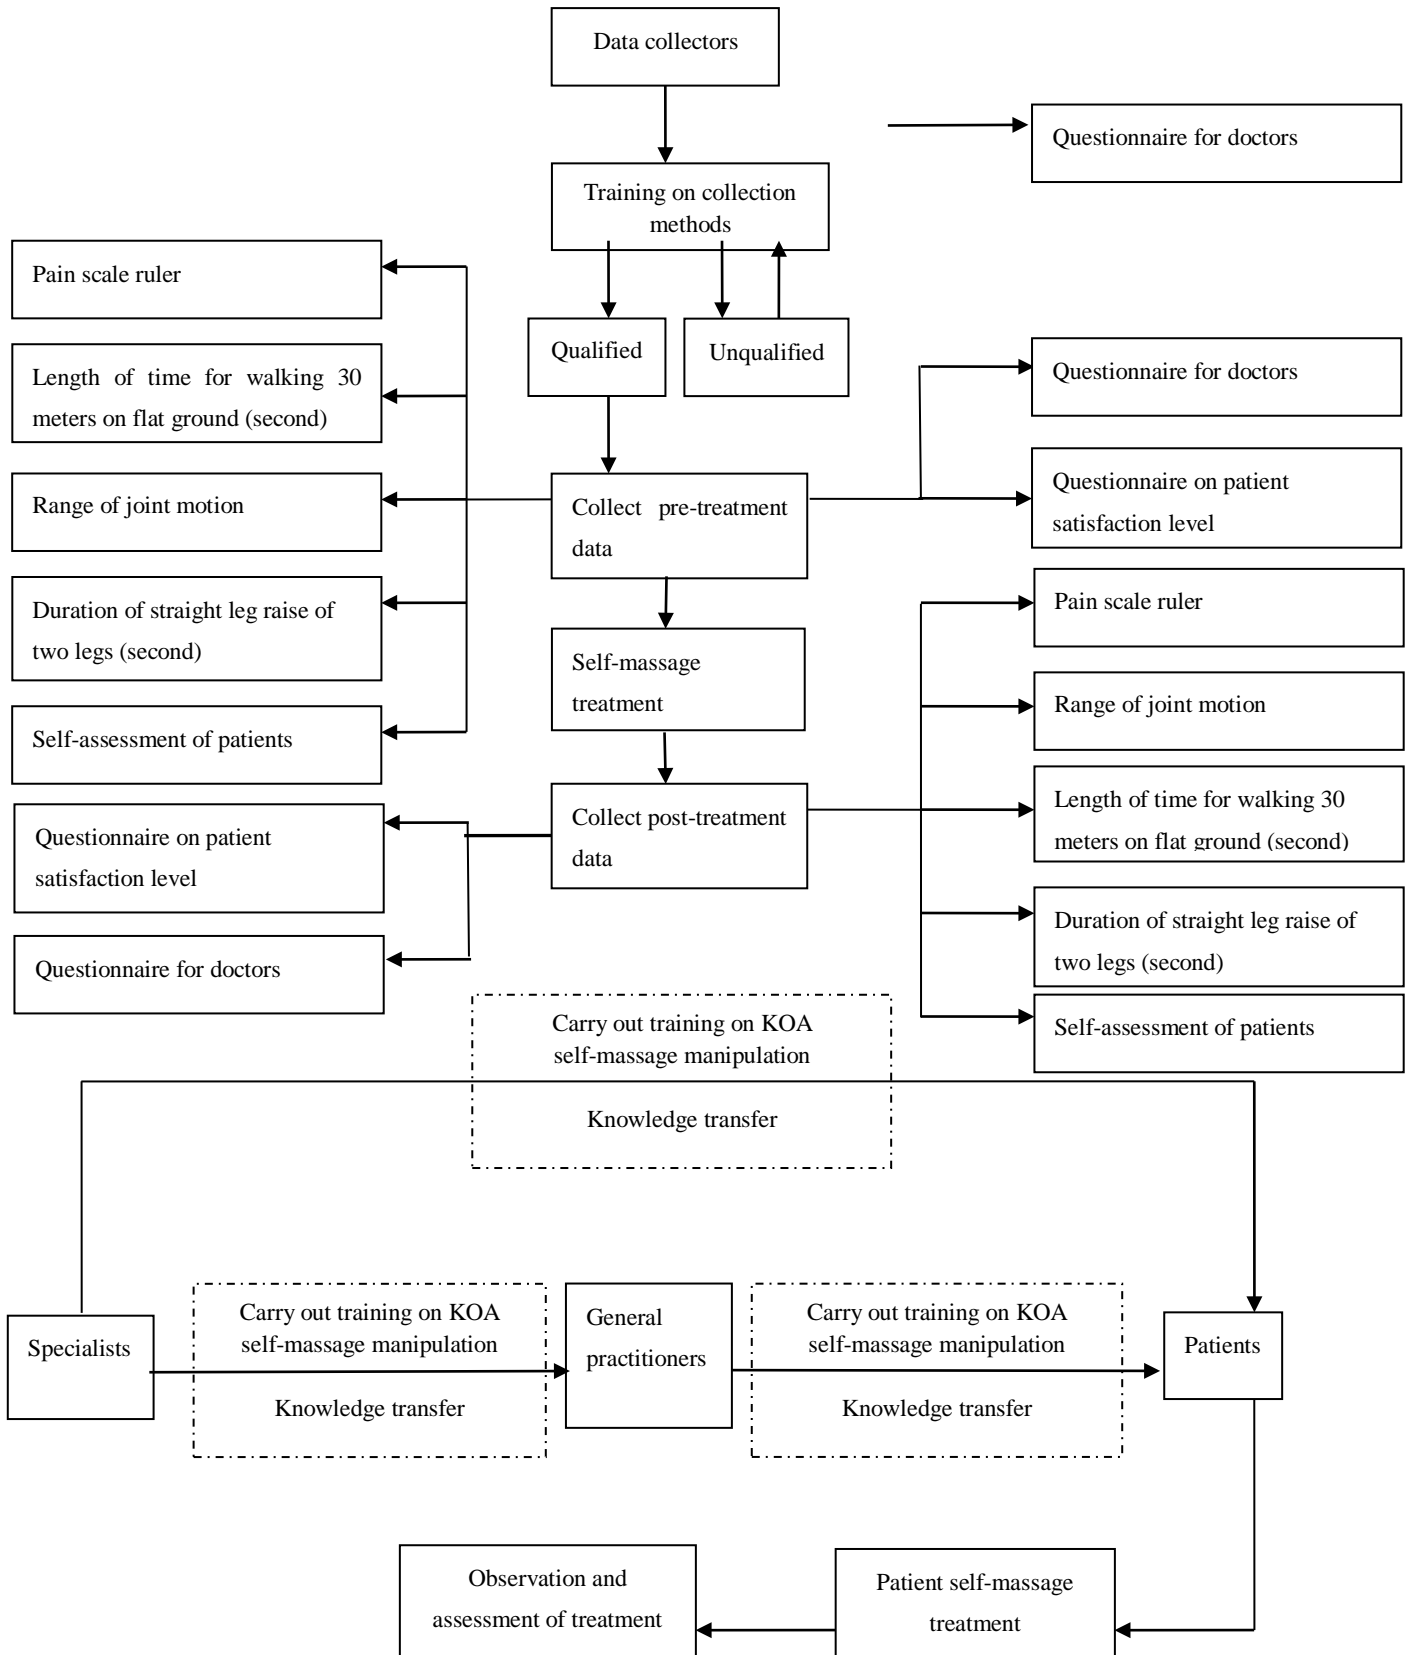 Data collectors
Questionnaire for doctors
Training on collection
methods
Pain scale ruler
Length of time for walking 30
meters on flat ground (second)
Qualified
Unqualified
Questionnaire for doctors
Range of joint motion
Collect pre-treatment
data
Questionnaire on patient
satisfaction level
Duration of straight leg raise of
two legs (second)
Self-massage
treatment
Pain scale ruler
Range of joint motion
Self-assessment of patients
Collect post-treatment
data
Length of time for walking 30
meters on flat ground (second)
Questionnaire on patient
satisfaction level
Duration of straight leg raise of
two legs (second)
Questionnaire for doctors
Self-assessment of patients
Carry out training on KOA
self-massage manipulation
Knowledge transfer
Specialists
Carry out training on KOA
self-massage manipulation
Knowledge transfer
General
practitioners
Carry out training on KOA
self-massage manipulation
Knowledge transfer
Patients
Observation and
assessment of treatment
Patient self-massage
treatment